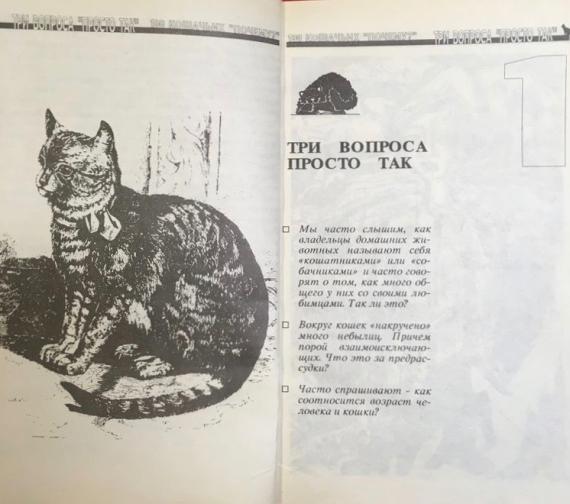 ТРИ ВОПРОСА "ПРОСТО ТАК" 100 КОШАЧЬИХ "ПОЧЕМУ?"
100 КОШАЧЬИХ "ПОЧЕМУ?" ТРИ ВОПРОСА "ПРОСТО ТАК"
1
ТРИ ВОПРОСА
ПРОСТО ТАК
Мы часто слышим, как
владельцы домашних жи-
вотных называют себя
«кошатниками» или «со-
бачниками» и часто гово-
рят о том, как много об-
щего у них со своими лю-
бимцами. Так ли это?
Вокруг кошек «накручено»
много небылиц. Причем
порой взаимоисключаю-
щих. Что это за предрас-
судки?
Часто спрашивают - как
соотносится возраст че-
ловека и кошки?